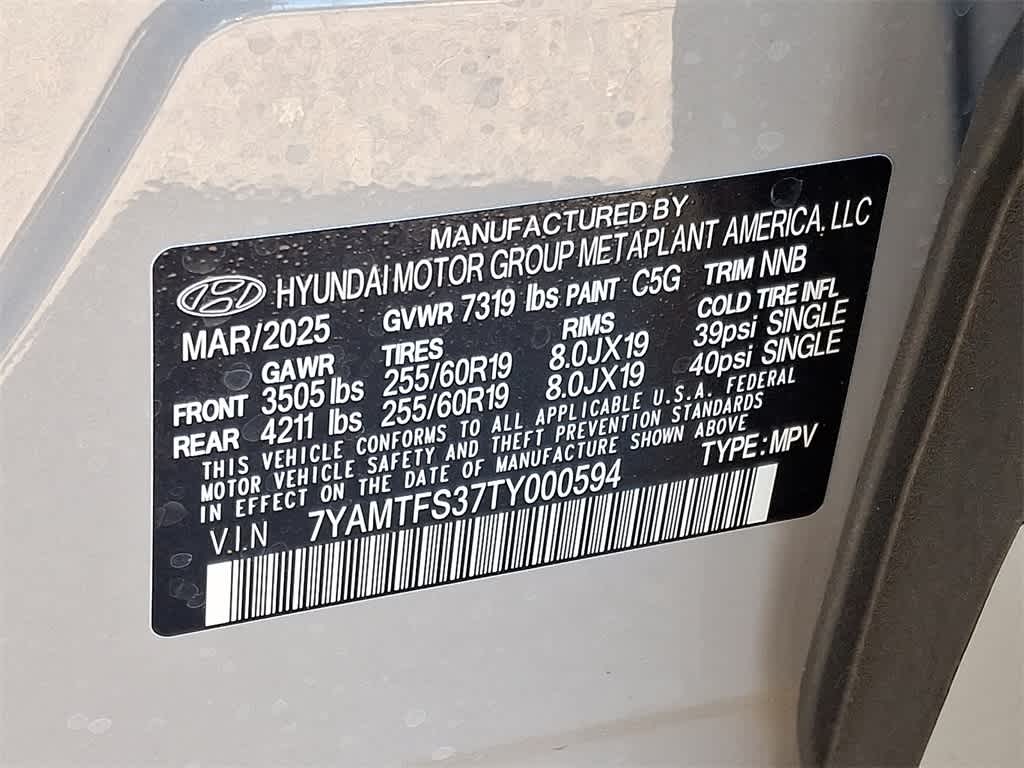 MANUFACTURED BY
HYUNDAI MOTOR GROUP METAPLANT AMERICA, LLC
MAR/2025 GVWR 7319 lbs PAINT C5G TRIM NNB
GAWR TIRES RIMS COLD TIRE INFL
FRONT 3505 lbs 255/60R19 8.0JX19 39psi SINGLE
REAR 4211 lbs 255/60R19 8.0JX19 40psi SINGLE
THIS VEHICLE CONFORMS TO ALL APPLICABLE U.S.A. FEDERAL
MOTOR VEHICLE SAFETY AND THEFT PREVENTION STANDARDS
IN EFFECT ON THE DATE OF MANUFACTURE SHOWN ABOVE
V.I.N 7YAMTFS37TY000594 TYPE: MPV